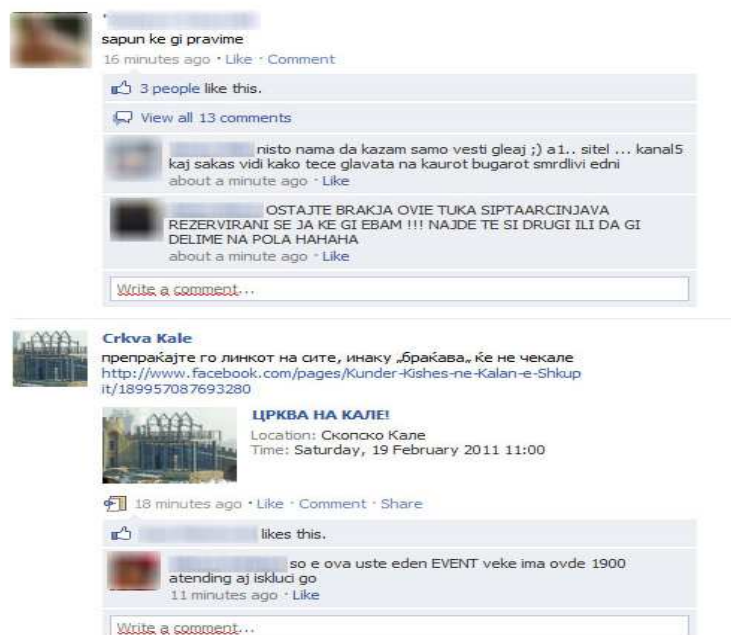 sapun ke gi pravime
16 minutes ago · Like · Comment
3 people like this.
View all 13 comments
nisto nama da kazam samo vesti gleaj ;) a1.. sitel ... kanal5
kaj sakas vidi kako tece glavata na kaurot bugarot smrdlivi edni
about a minute ago · Like
OSTAJTE BRAKJA OVIE TUKA SIPTAARCINJAVA
REZERVIRANI SE JA KE GI EBAM !!! NAJDE TE SI DRUGI ILI DA GI
DELIME NA POLA HAHAHA
about a minute ago · Like
Write a comment...
Crkva Kale
препраќајте го линкот на сите, инаку „браќава„ ќе не чекале
http://www.facebook.com/pages/Kunder-Kishes-ne-Kalan-e-Shkup
it/189957087693280
ЦРКВА НА КАЛЕ!
Location: Скопско Кале
Time: Saturday, 19 February 2011 11:00
18 minutes ago · Like · Comment · Share
likes this.
so e ova uste eden EVENT veke ima ovde 1900
atending aj iskluci go
11 minutes ago · Like
Write a comment...